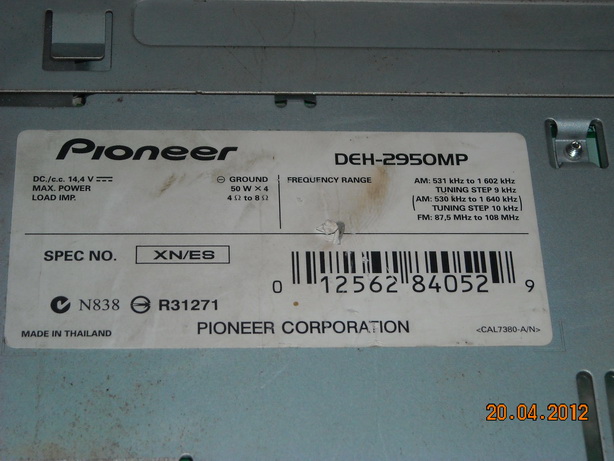 Pioneer
DEH-2950MP
DC./c.c. 14,4 V
⊖ GROUND
MAX. POWER
50 W × 4
LOAD IMP.
4 Ω to 8 Ω
FREQUENCY RANGE
AM: 531 kHz to 1 602 kHz
TUNING STEP 9 kHz
(AM: 530 kHz to 1 640 kHz
TUNING STEP 10 kHz)
FM: 87,5 MHz to 108 MHz
SPEC NO.
XN/ES
0 12562 84052 9
N838
R31271
MADE IN THAILAND
PIONEER CORPORATION
<CAL7380-A/N>
20.04.2012